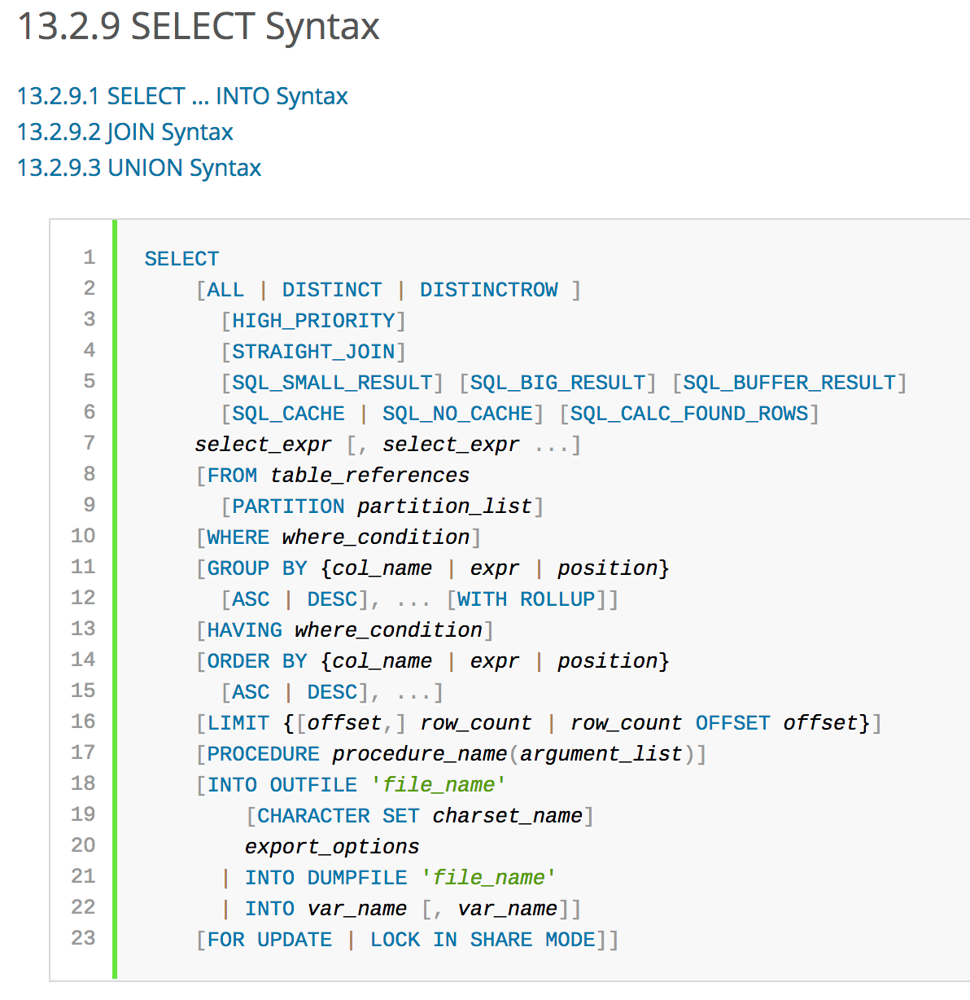 13.2.9 SELECT Syntax
13.2.9.1 SELECT ... INTO Syntax
13.2.9.2 JOIN Syntax
13.2.9.3 UNION Syntax
1 SELECT
2 [ALL | DISTINCT | DISTINCTROW ]
3 [HIGH_PRIORITY]
4 [STRAIGHT_JOIN]
5 [SQL_SMALL_RESULT] [SQL_BIG_RESULT] [SQL_BUFFER_RESULT]
6 [SQL_CACHE | SQL_NO_CACHE] [SQL_CALC_FOUND_ROWS]
7 select_expr [, select_expr ...]
8 [FROM table_references
9 [PARTITION partition_list]
10 [WHERE where_condition]
11 [GROUP BY {col_name | expr | position}
12 [ASC | DESC], ... [WITH ROLLUP]]
13 [HAVING where_condition]
14 [ORDER BY {col_name | expr | position}
15 [ASC | DESC], ...]
16 [LIMIT {[offset,] row_count | row_count OFFSET offset}]
17 [PROCEDURE procedure_name(argument_list)]
18 [INTO OUTFILE 'file_name'
19 [CHARACTER SET charset_name]
20 export_options
21 | INTO DUMPFILE 'file_name'
22 | INTO var_name [, var_name]]
23 [FOR UPDATE | LOCK IN SHARE MODE]]